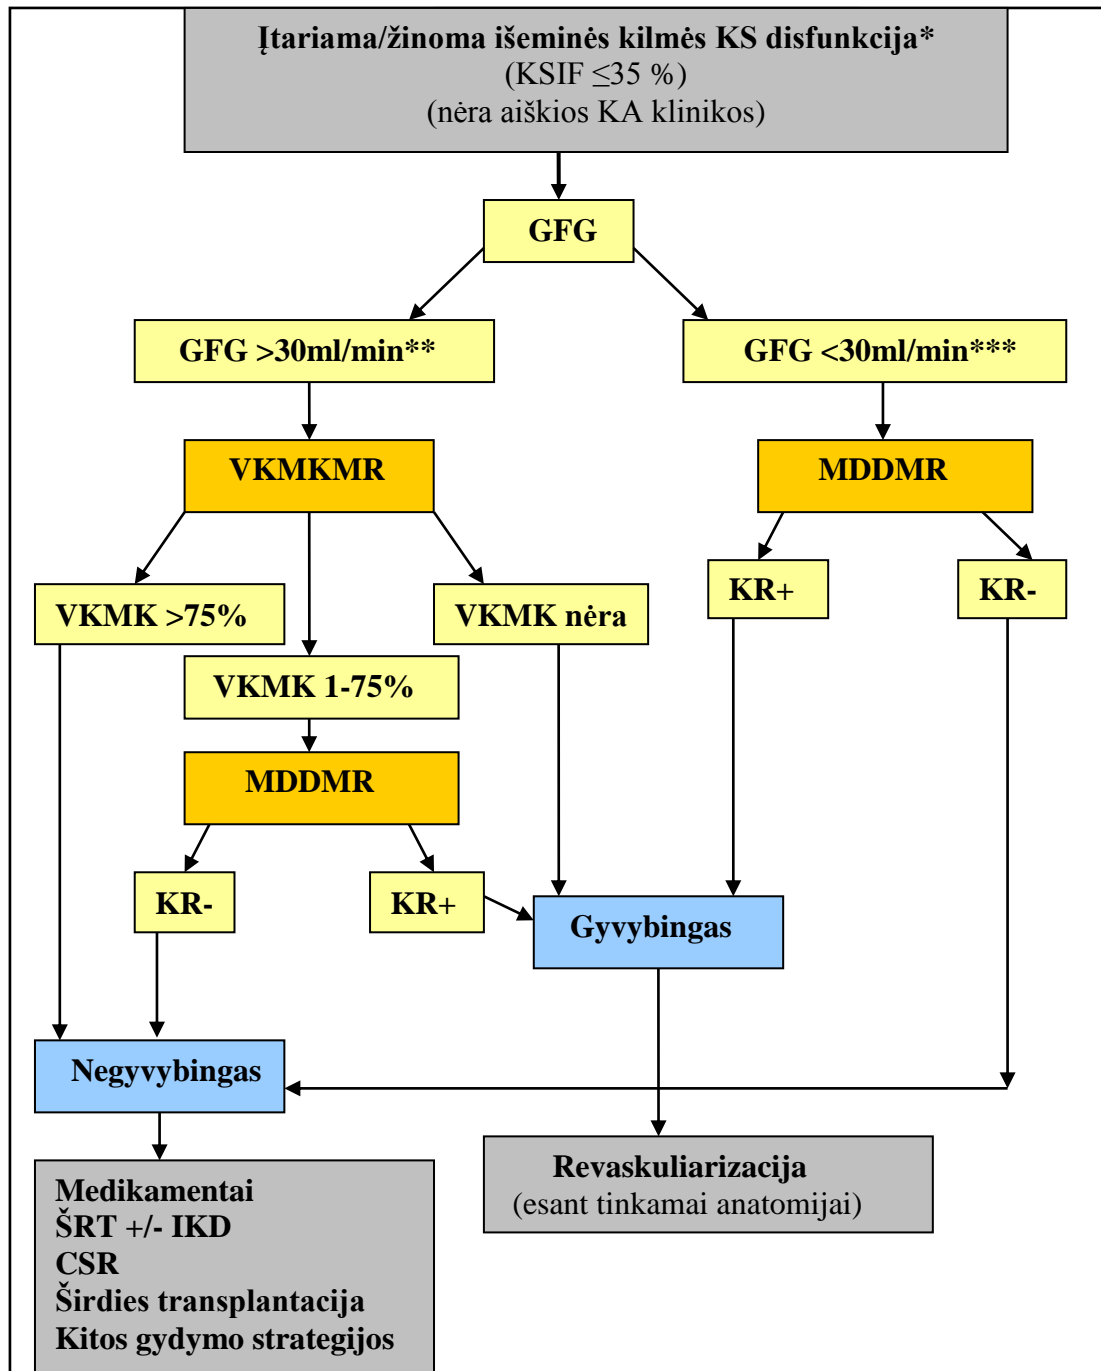 Įtariama/žinoma išeminės kilmės KS disfunkcija*
(KSIF ≤35 %)
(nėra aiškios KA klinikos)
GFG
GFG >30ml/min**
GFG <30ml/min***
VKMKMR
MDDMR
KR+
KR-
VKMK >75%
VKMK nėra
VKMK 1-75%
MDDMR
KR-
KR+
Gyvybingas
Negyvybingas
Revaskuliarizacija
(esant tinkamai anatomijai)
Medikamentai
ŠRT +/- IKD
CSR
Širdies transplantacija
Kitos gydymo strategijos